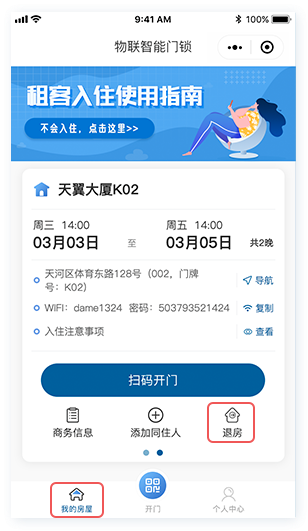 9:41 AM
100%
物联智能门锁
租客入住使用指南
不会入住，点击这里>>
天翼大厦K02
周三 14:00
周五 14:00
03月03日
至
03月05日
共2晚
天河区体育东路128号（002，门牌
号：K02）
导航
WIFI：dame1324 密码：503793521424
复制
入住注意事项
查看
扫码开门
商务信息
添加同住人
退房
我的房屋
开门
个人中心